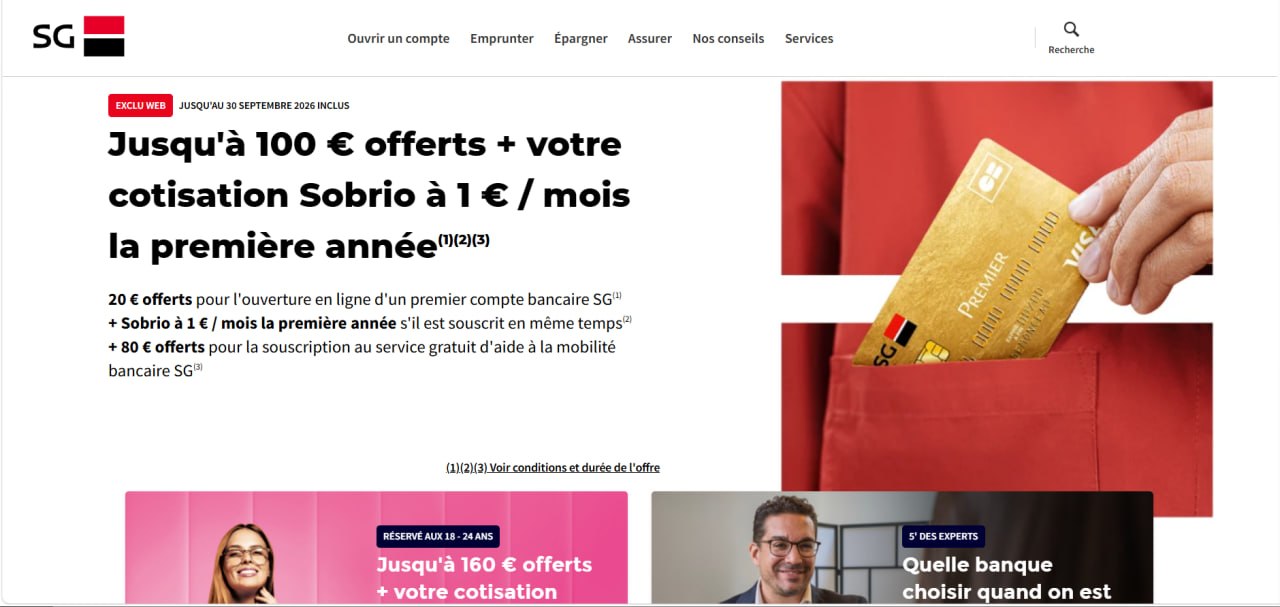 SG
Ouvrir un compte
Emprunter
Épargner
Assurer
Nos conseils
Services
Recherche
EXCLU WEB JUSQU'AU 30 SEPTEMBRE 2026 INCLUS
Jusqu'à 100 € offerts + votre
cotisation Sobrio à 1 € / mois
la première année(1)(2)(3)
20 € offerts pour l'ouverture en ligne d'un premier compte bancaire SG(1)
+ Sobrio à 1 € / mois la première année s'il est souscrit en même temps(2)
+ 80 € offerts pour la souscription au service gratuit d'aide à la mobilité
bancaire SG(3)
(1)(2)(3) Voir conditions et durée de l'offre
CB
VISA
PREMIER
0000 0000 0000 0000
SG
RÉSERVÉ AUX 18 - 24 ANS
Jusqu'à 160 € offerts
+ votre cotisation
5' DES EXPERTS
Quelle banque
choisir quand on est